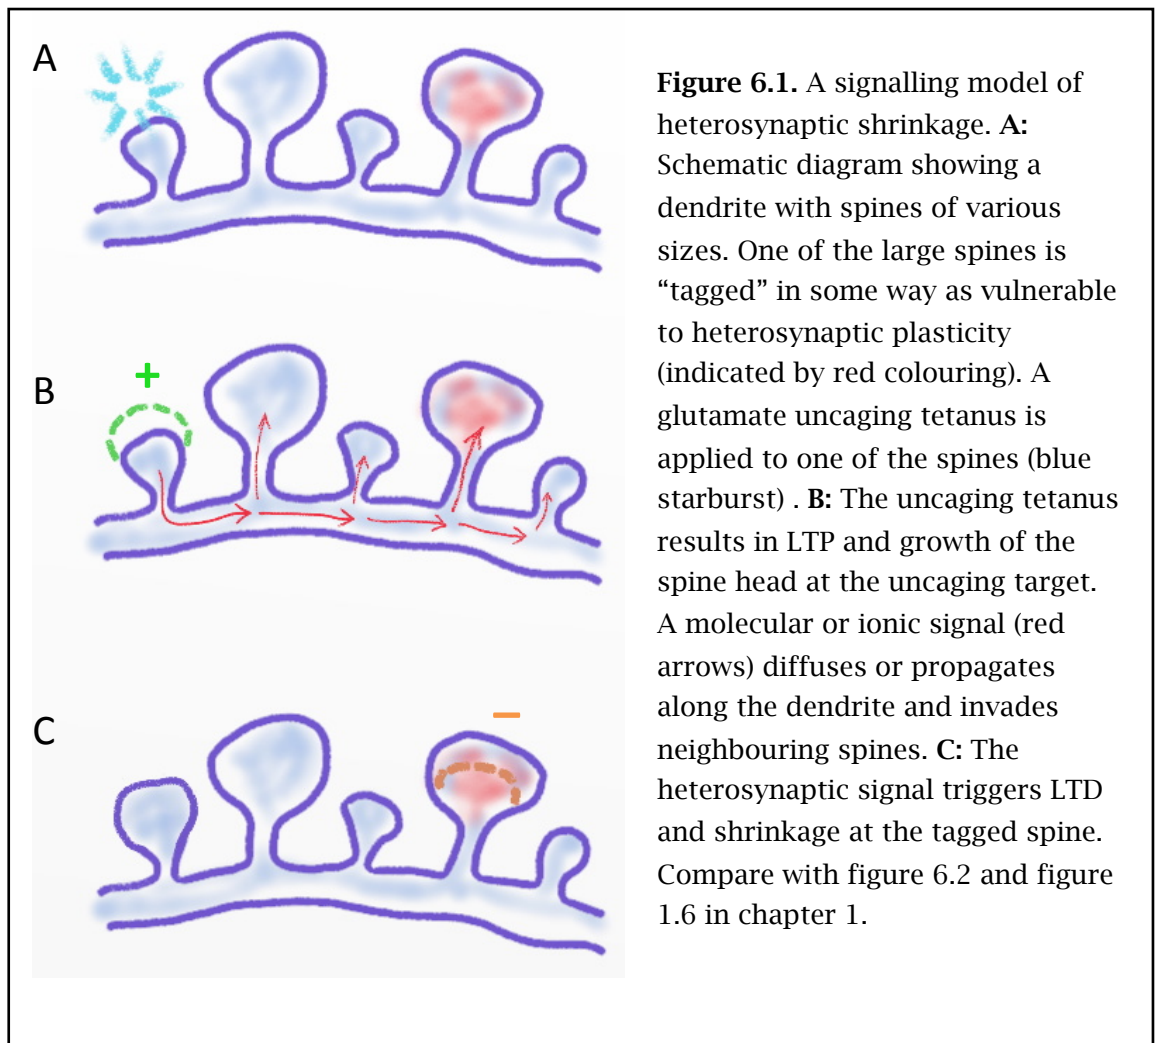 A
Figure 6.1. A signalling model of
heterosynaptic shrinkage. A:
Schematic diagram showing a
dendrite with spines of various
sizes. One of the large spines is
“tagged” in some way as vulnerable
to heterosynaptic plasticity
(indicated by red colouring). A
glutamate uncaging tetanus is
applied to one of the spines (blue
starburst) . B: The uncaging tetanus
results in LTP and growth of the
spine head at the uncaging target.
A molecular or ionic signal (red
arrows) diffuses or propagates
along the dendrite and invades
neighbouring spines. C: The
heterosynaptic signal triggers LTD
and shrinkage at the tagged spine.
Compare with figure 6.2 and figure
1.6 in chapter 1.
+
B
−
C